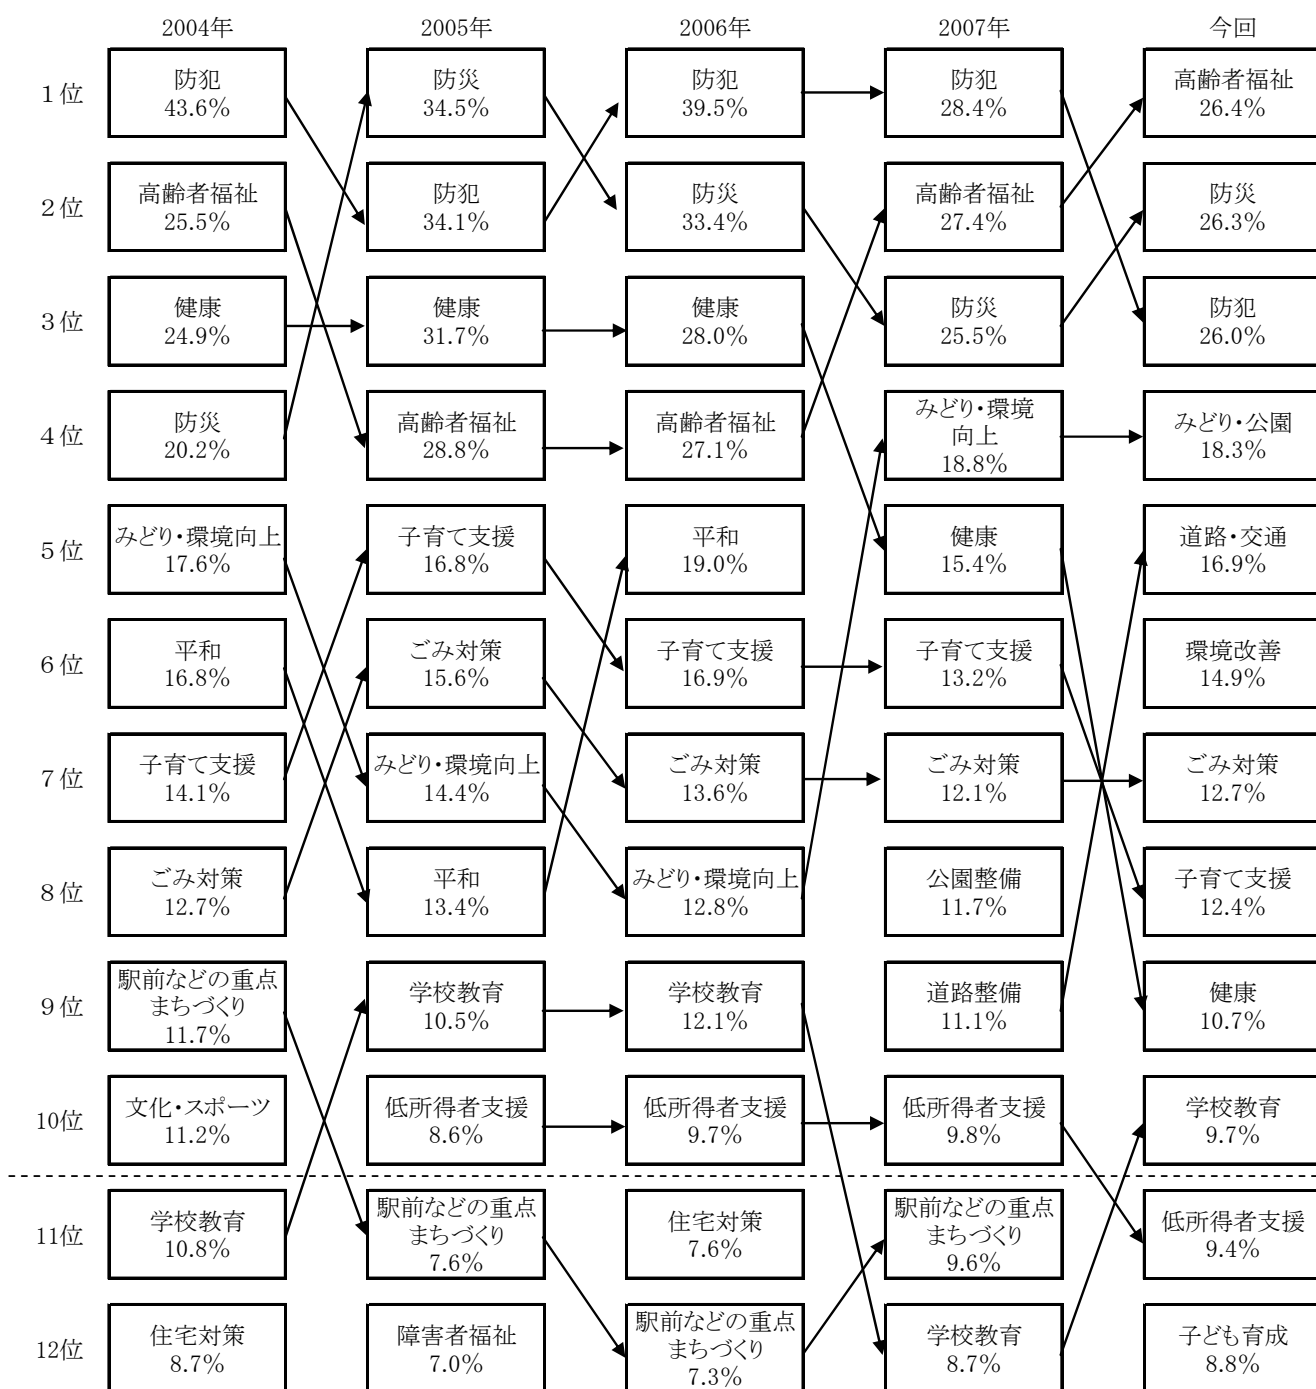 2004年
2005年
2006年
2007年
今回
1位
防犯
43.6%
防災
34.5%
防犯
39.5%
防犯
28.4%
高齢者福祉
26.4%
2位
高齢者福祉
25.5%
防犯
34.1%
防災
33.4%
高齢者福祉
27.4%
防災
26.3%
3位
健康
24.9%
健康
31.7%
健康
28.0%
防災
25.5%
防犯
26.0%
4位
防災
20.2%
高齢者福祉
28.8%
高齢者福祉
27.1%
みどり・環境
向上
18.8%
みどり・公園
18.3%
5位
みどり・環境向上
17.6%
子育て支援
16.8%
平和
19.0%
健康
15.4%
道路・交通
16.9%
6位
平和
16.8%
ごみ対策
15.6%
子育て支援
16.9%
子育て支援
13.2%
環境改善
14.9%
7位
子育て支援
14.1%
みどり・環境向上
14.4%
ごみ対策
13.6%
ごみ対策
12.1%
ごみ対策
12.7%
8位
ごみ対策
12.7%
平和
13.4%
みどり・環境向上
12.8%
公園整備
11.7%
子育て支援
12.4%
9位
駅前などの重点
まちづくり
11.7%
学校教育
10.5%
学校教育
12.1%
道路整備
11.1%
健康
10.7%
10位
文化・スポーツ
11.2%
低所得者支援
8.6%
低所得者支援
9.7%
低所得者支援
9.8%
学校教育
9.7%
11位
学校教育
10.8%
駅前などの重点
まちづくり
7.6%
住宅対策
7.6%
駅前などの重点
まちづくり
9.6%
低所得者支援
9.4%
12位
住宅対策
8.7%
障害者福祉
7.0%
駅前などの重点
まちづくり
7.3%
学校教育
8.7%
子ども育成
8.8%